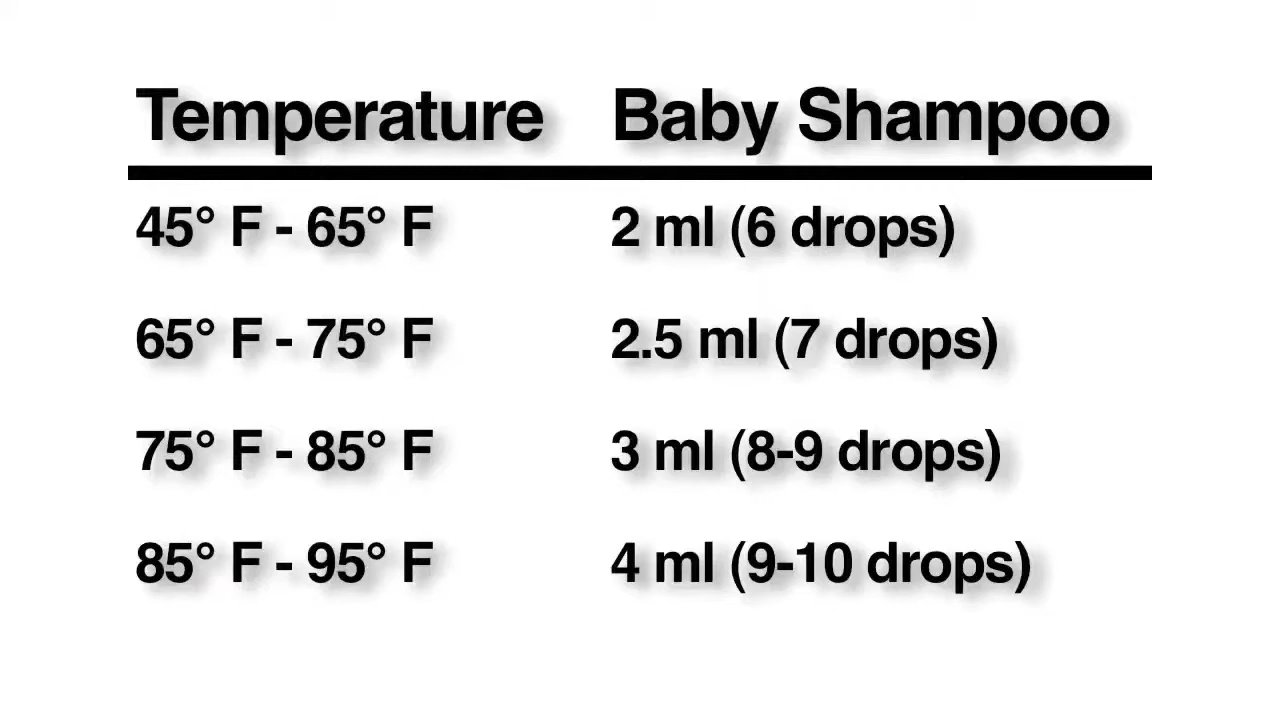 Temperature Baby Shampoo
45° F - 65° F 2 ml (6 drops)
65° F - 75° F 2.5 ml (7 drops)
75° F - 85° F 3 ml (8-9 drops)
85° F - 95° F 4 ml (9-10 drops)